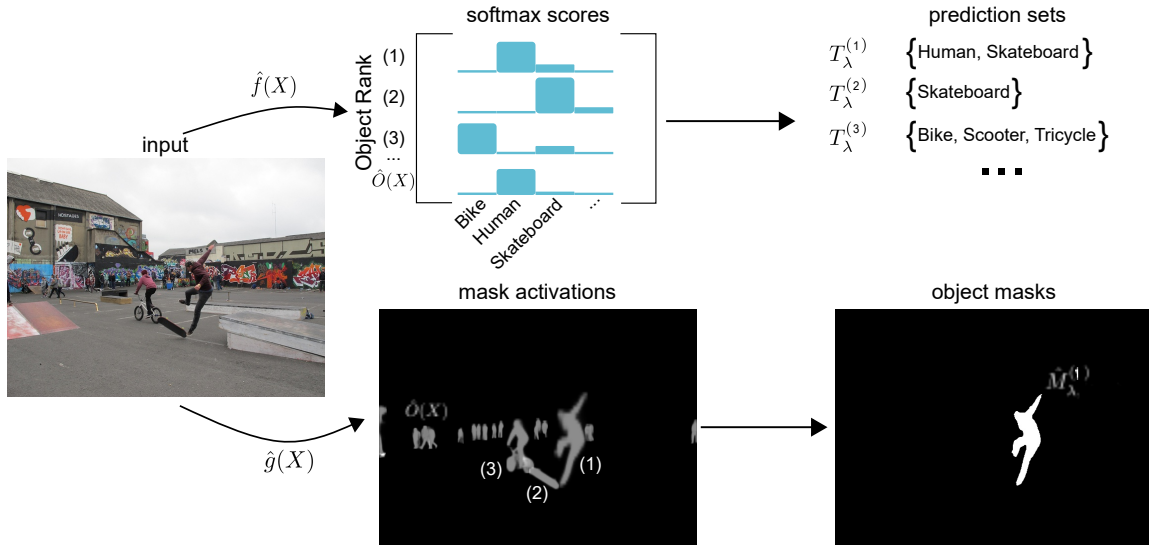 softmax scores
prediction sets
Object Rank
(1)
(2)
(3)
...
Ô(X)
Bike
Human
Skateboard
...
T_λ^(1) {Human, Skateboard}
T_λ^(2) {Skateboard}
T_λ^(3) {Bike, Scooter, Tricycle}
...
f̂(X)
input
HOSTAGES
ĝ(X)
mask activations
Ô(X)
(3)
(2)
(1)
object masks
M̂_λ^(1)